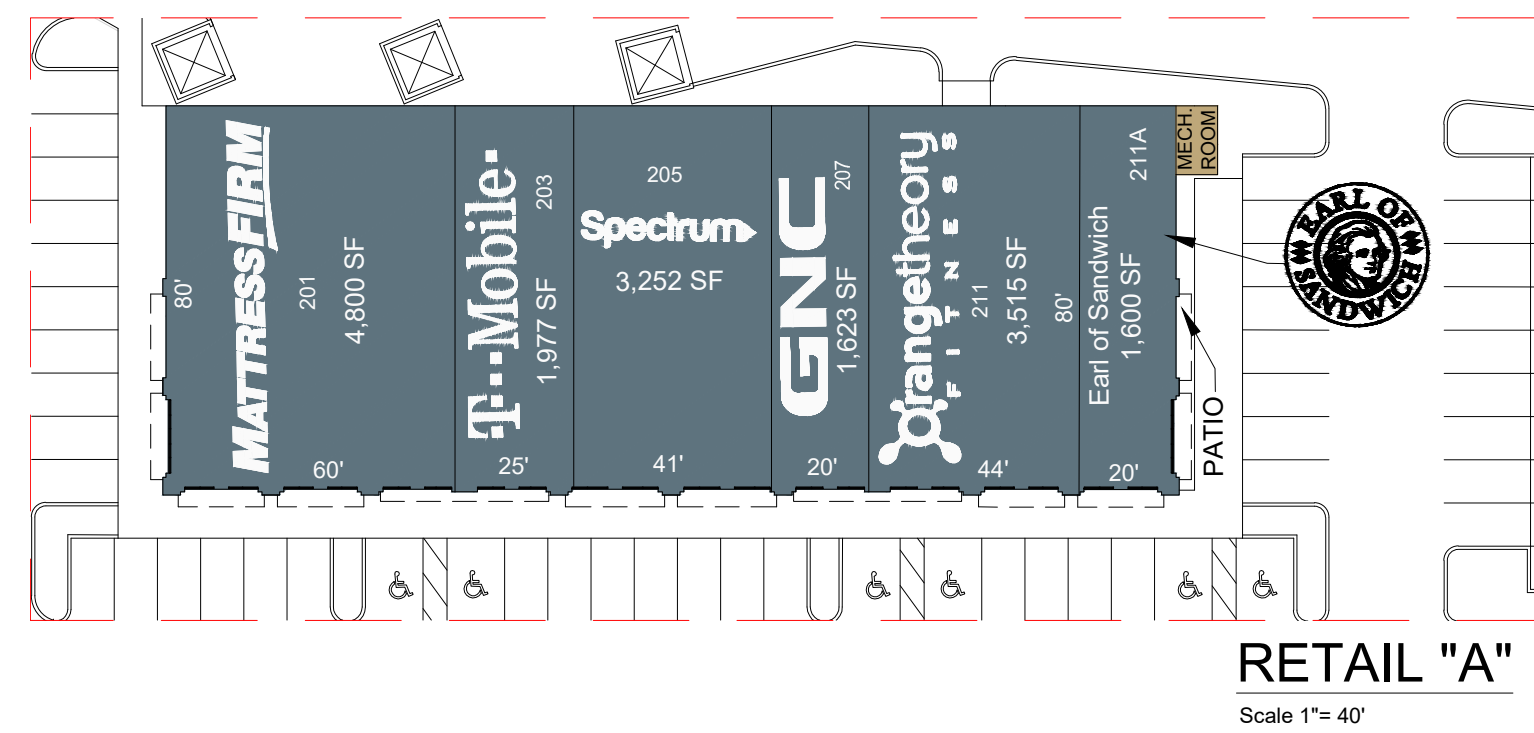 MATTRESSFIRM
201
4,800 SF
80'
60'
T··Mobile·
203
1,977 SF
25'
205
Spectrum
3,252 SF
41'
GNC
207
1,623 SF
20'
Orangetheory
FITNESS
211
3,515 SF
80'
44'
211A
Earl of Sandwich
1,600 SF
20'
MECH.
ROOM
EARL OF
SANDWICH
PATIO
RETAIL "A"
Scale 1"= 40'